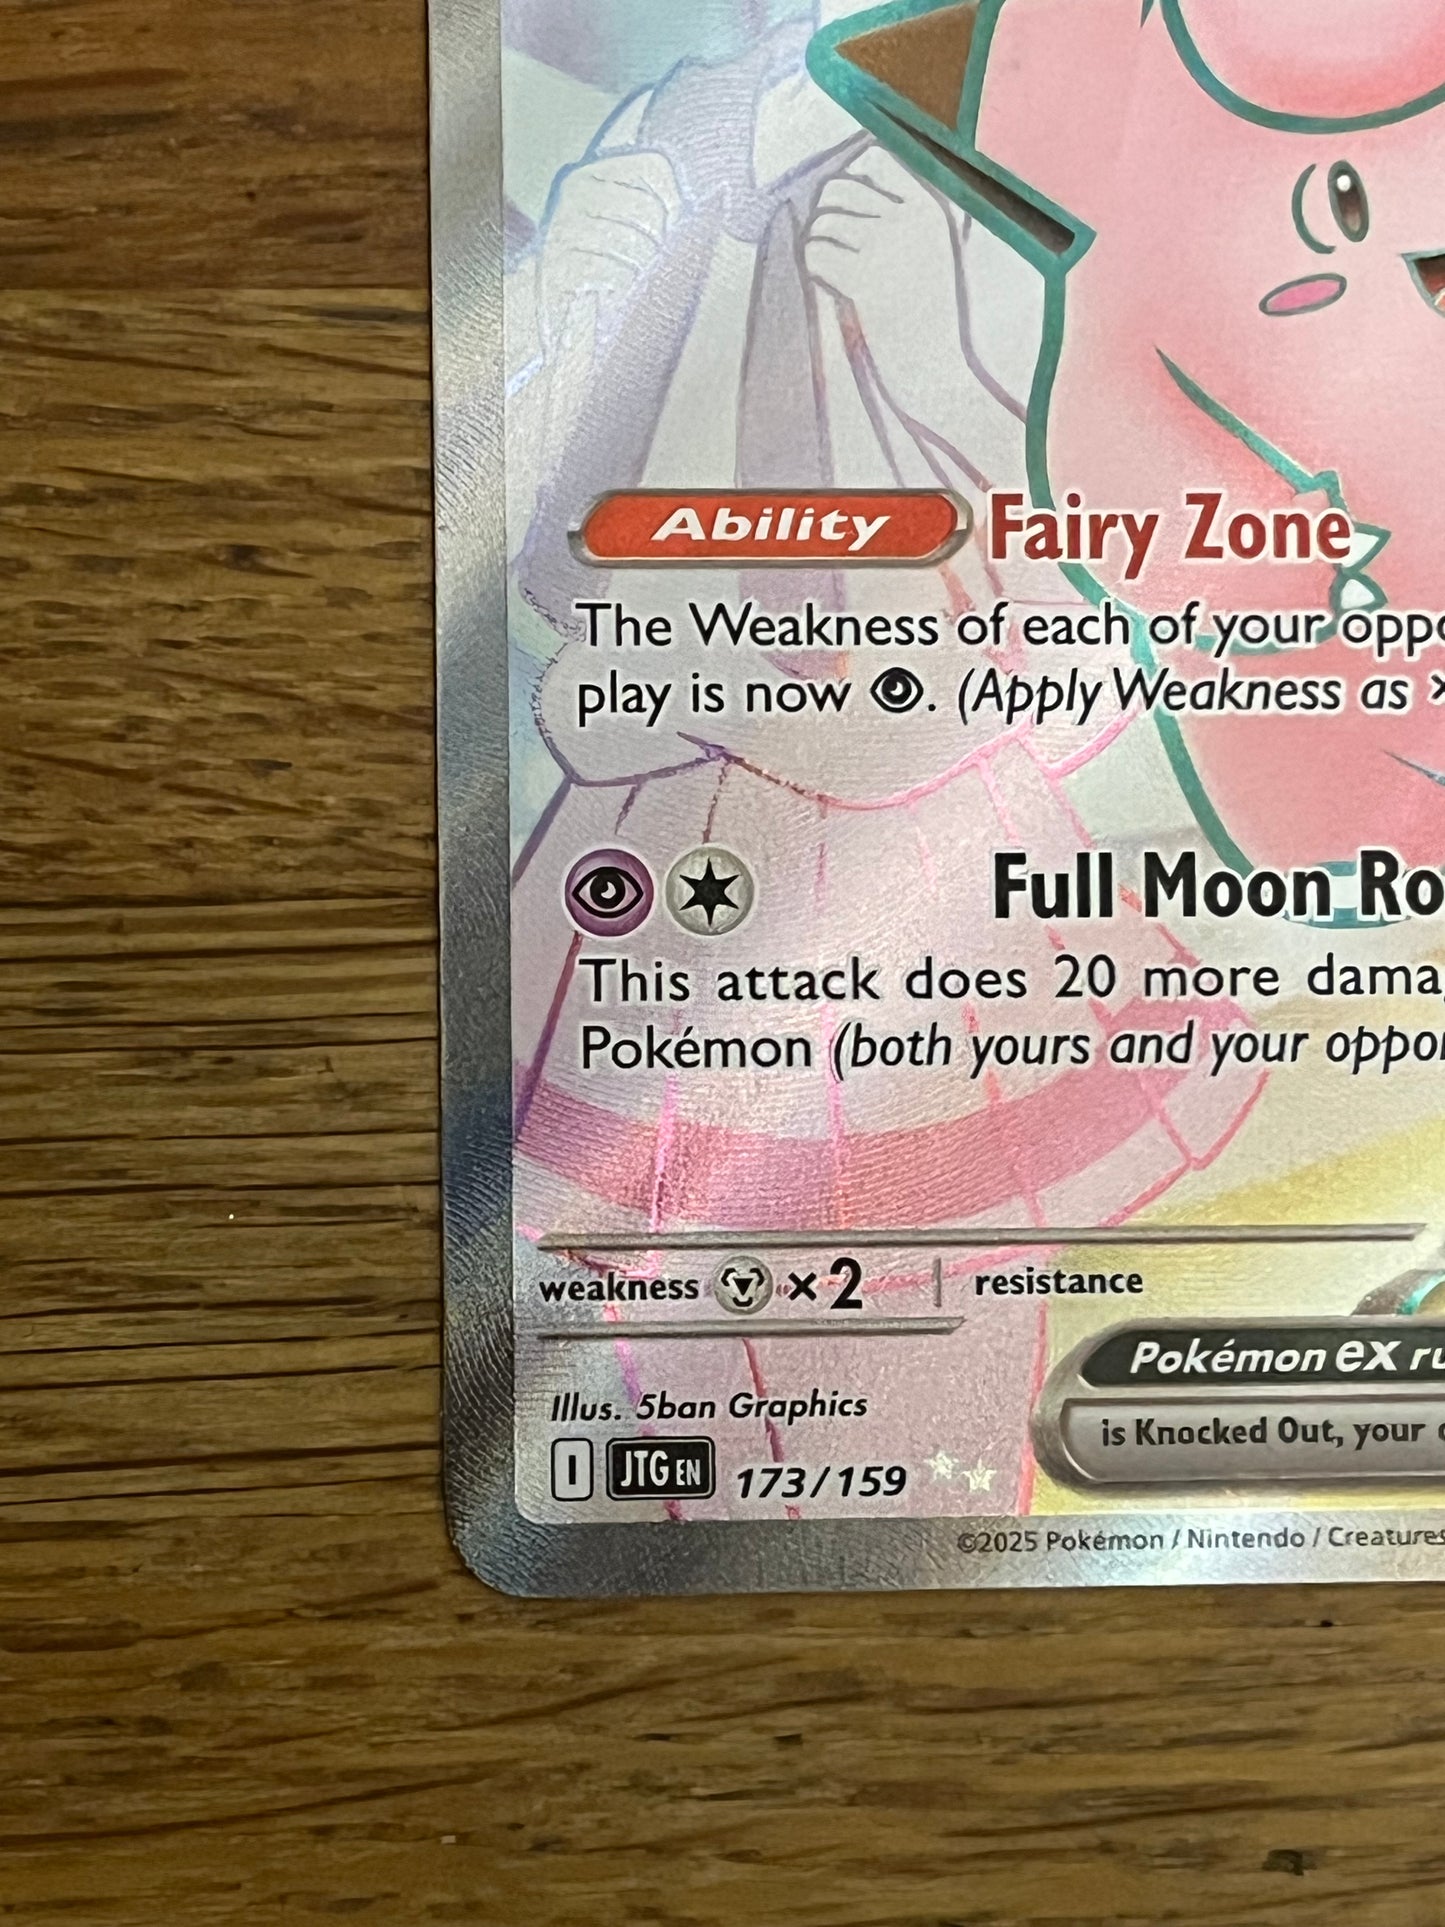 Ability Fairy Zone
The Weakness of each of your oppo
play is now . (Apply Weakness as ×
Full Moon Ro
This attack does 20 more dama
Pokémon (both yours and your oppo
weakness ×2 resistance
Pokémon ex ru
Illus. 5ban Graphics
is Knocked Out, your
I JTG EN 173/159
©2025 Pokémon / Nintendo / Creatures